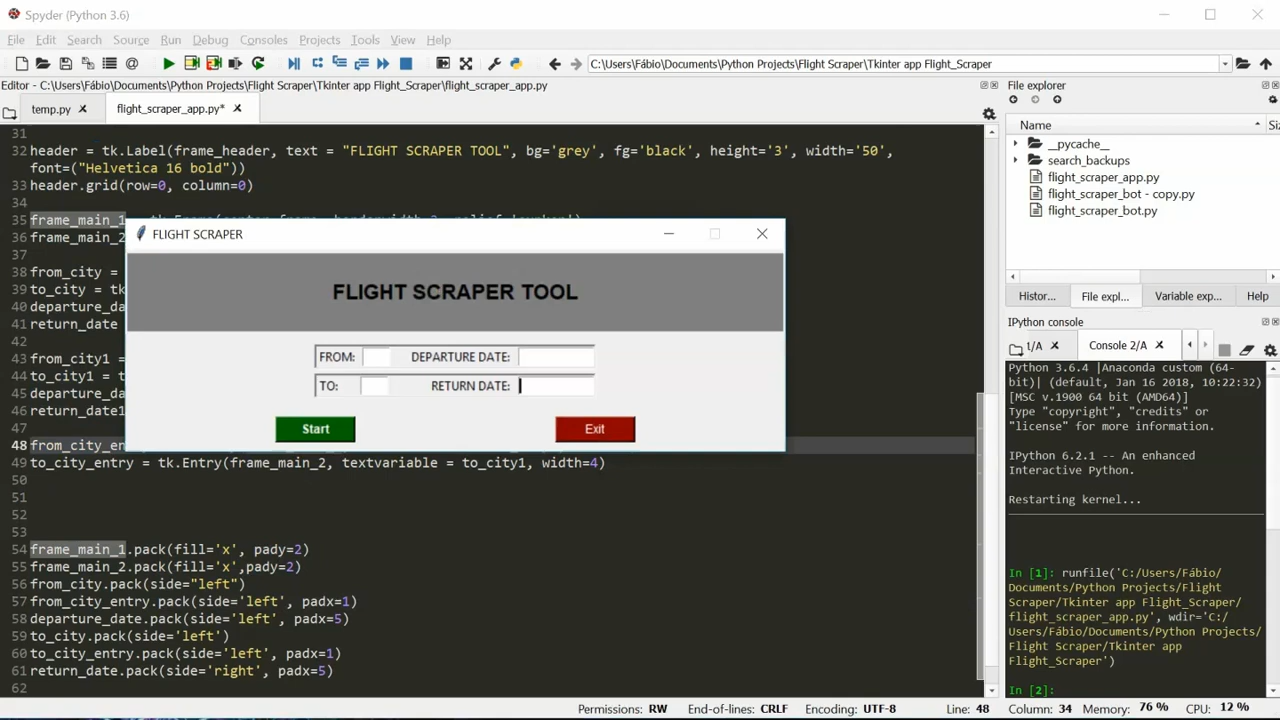 Spyder (Python 3.6)
File Edit Search Source Run Debug Consoles Projects Tools View Help
C:\Users\Fábio\Documents\Python Projects\Flight Scraper\Tkinter app Flight_Scraper
Editor - C:\Users\Fábio\Documents\Python Projects\Flight Scraper\Tkinter app Flight_Scraper\flight_scraper_app.py
temp.py flight_scraper_app.py*
31
32 header = tk.Label(frame_header, text = "FLIGHT SCRAPER TOOL", bg='grey', fg='black', height='3', width='50',
font=("Helvetica 16 bold"))
33 header.grid(row=0, column=0)
34
35 frame_main_1
36 frame_main_2
37
38 from_city =
39 to_city = tk
40 departure_da
41 return_date
42
43 from_city1 =
44 to_city1 =
45 departure_da
46 return_date1
47
48 from_city_en
49 to_city_entry = tk.Entry(frame_main_2, textvariable = to_city1, width=4)
50
51
52
53
54 frame_main_1.pack(fill='x', pady=2)
55 frame_main_2.pack(fill='x',pady=2)
56 from_city.pack(side="left")
57 from_city_entry.pack(side='left', padx=1)
58 departure_date.pack(side='left', padx=5)
59 to_city.pack(side='left')
60 to_city_entry.pack(side='left', padx=1)
61 return_date.pack(side='right', padx=5)
62
FLIGHT SCRAPER
FLIGHT SCRAPER TOOL
FROM: DEPARTURE DATE:
TO: RETURN DATE:
Start Exit
File explorer
Name
__pycache__
search_backups
flight_scraper_app.py
flight_scraper_bot - copy.py
flight_scraper_bot.py
Histor... File expl... Variable exp... Help
IPython console
1/A Console 2/A
Python 3.6.4 |Anaconda custom (64-
bit)| (default, Jan 16 2018, 10:22:32)
[MSC v.1900 64 bit (AMD64)]
Type "copyright", "credits" or
"license" for more information.
IPython 6.2.1 -- An enhanced
Interactive Python.
Restarting kernel...
In [1]: runfile('C:/Users/Fábio/
Documents/Python Projects/Flight
Scraper/Tkinter app Flight_Scraper/
flight_scraper_app.py', wdir='C:/
Users/Fábio/Documents/Python Projects/
Flight Scraper/Tkinter app
Flight_Scraper')
In [2]:
Permissions: RW End-of-lines: CRLF Encoding: UTF-8 Line: 48 Column: 34 Memory: 76 % CPU: 12 %